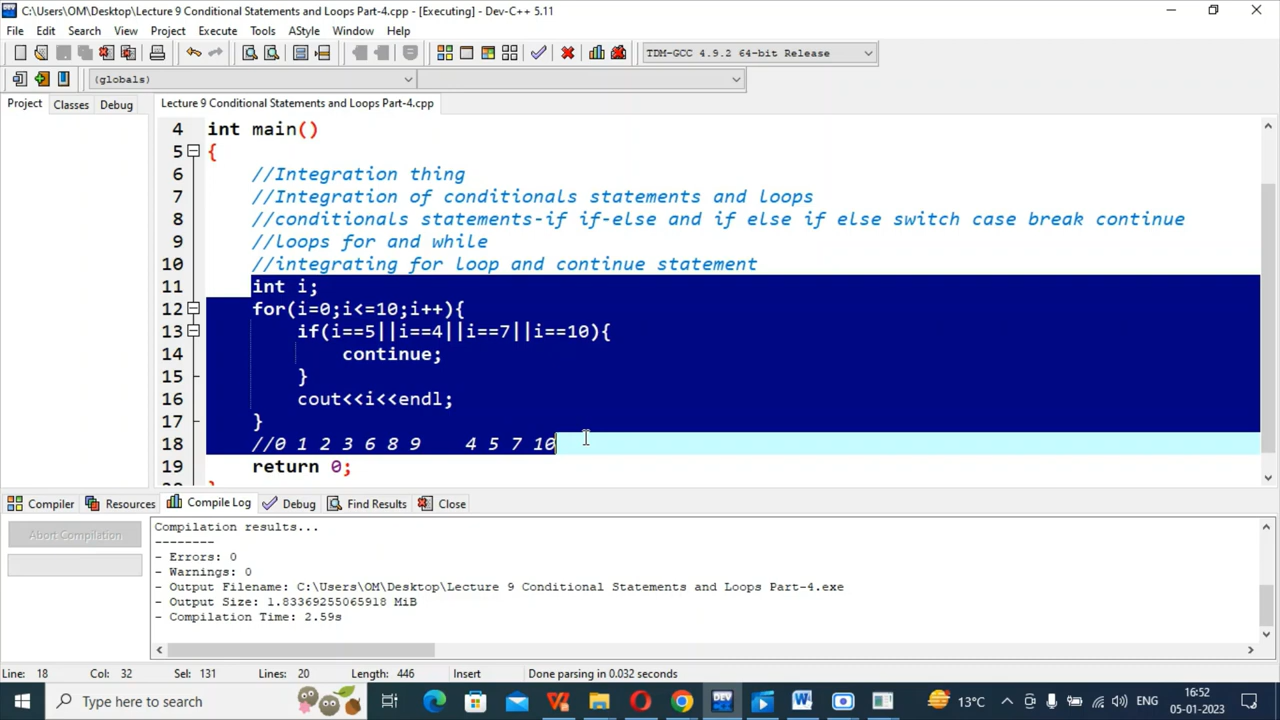 C:\Users\OM\Desktop\Lecture 9 Conditional Statements and Loops Part-4.cpp - [Executing] - Dev-C++ 5.11
File Edit Search View Project Execute Tools AStyle Window Help
TDM-GCC 4.9.2 64-bit Release
(globals)
Project Classes Debug Lecture 9 Conditional Statements and Loops Part-4.cpp
4 int main()
5 {
6 //Integration thing
7 //Integration of conditionals statements and loops
8 //conditionals statements-if if-else and if else if else switch case break continue
9 //loops for and while
10 //integrating for loop and continue statement
11 int i;
12 for(i=0;i<=10;i++){
13 if(i==5||i==4||i==7||i==10){
14 continue;
15 }
16 cout<<i<<endl;
17 }
18 //0 1 2 3 6 8 9 4 5 7 10
19 return 0;
Compiler Resources Compile Log Debug Find Results Close
Abort Compilation
Compilation results...
--------
- Errors: 0
- Warnings: 0
- Output Filename: C:\Users\OM\Desktop\Lecture 9 Conditional Statements and Loops Part-4.exe
- Output Size: 1.83369255065918 MiB
- Compilation Time: 2.59s
Line: 18 Col: 32 Sel: 131 Lines: 20 Length: 446 Insert Done parsing in 0.032 seconds
Type here to search
13°C ENG 16:52
05-01-2023